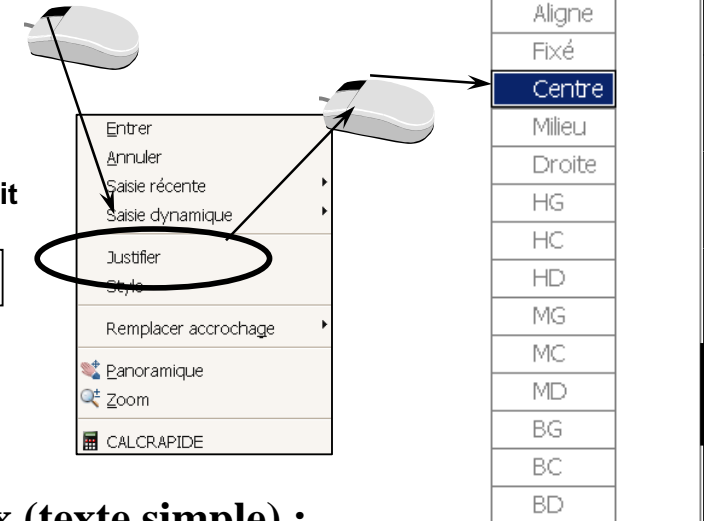 it
Entrer
Annuler
Saisie récente
Saisie dynamique
Justifier
Style
Remplacer accrochage
Panoramique
Zoom
CALCRAPIDE
Aligne
Fixé
Centre
Milieu
Droite
HG
HC
HD
MG
MC
MD
BG
BC
BD
x (texte simple) :